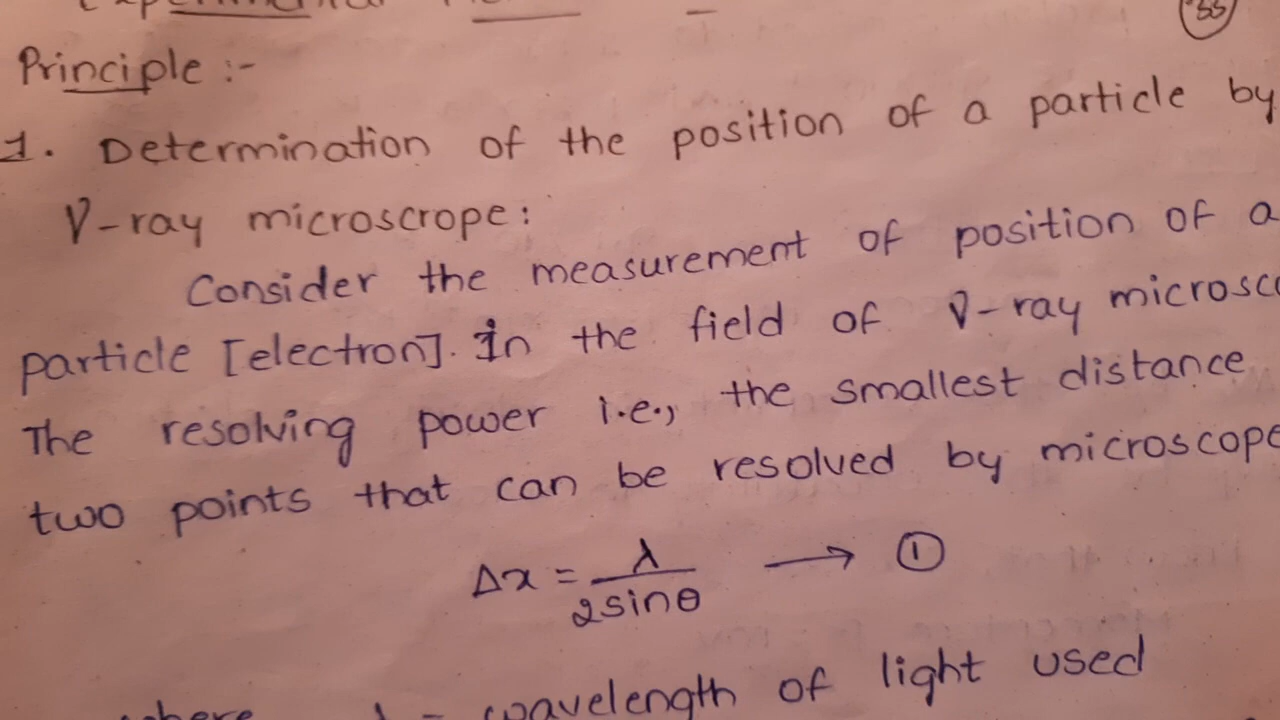 55
Principle :-
1. Determination of the position of a particle by
γ-ray microscrope:
Consider the measurement of position of a
particle [electron]. In the field of γ-ray microsc
The resolving power i.e., the smallest distance
two points that can be resolved by microscope
Δx = λ / 2sinθ → ①
where λ = wavelength of light used